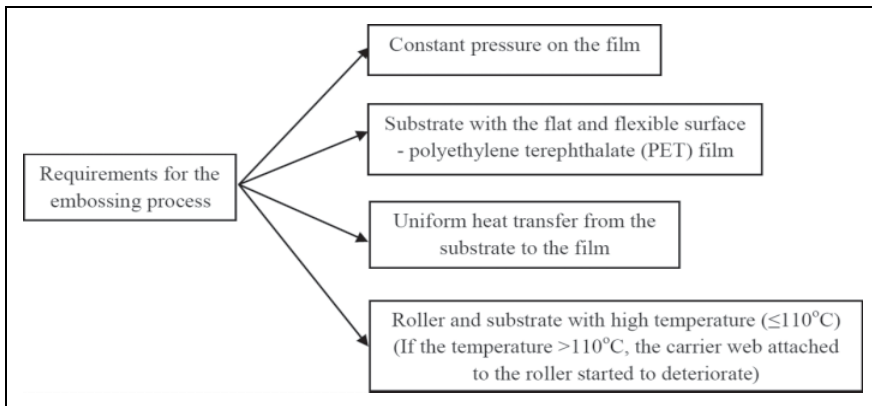 Constant pressure on the film
Substrate with the flat and flexible surface
- polyethylene terephthalate (PET) film
Requirements for the
embossing process
Uniform heat transfer from the
substrate to the film
Roller and substrate with high temperature (≤110°C)
(If the temperature >110°C, the carrier web attached
to the roller started to deteriorate)